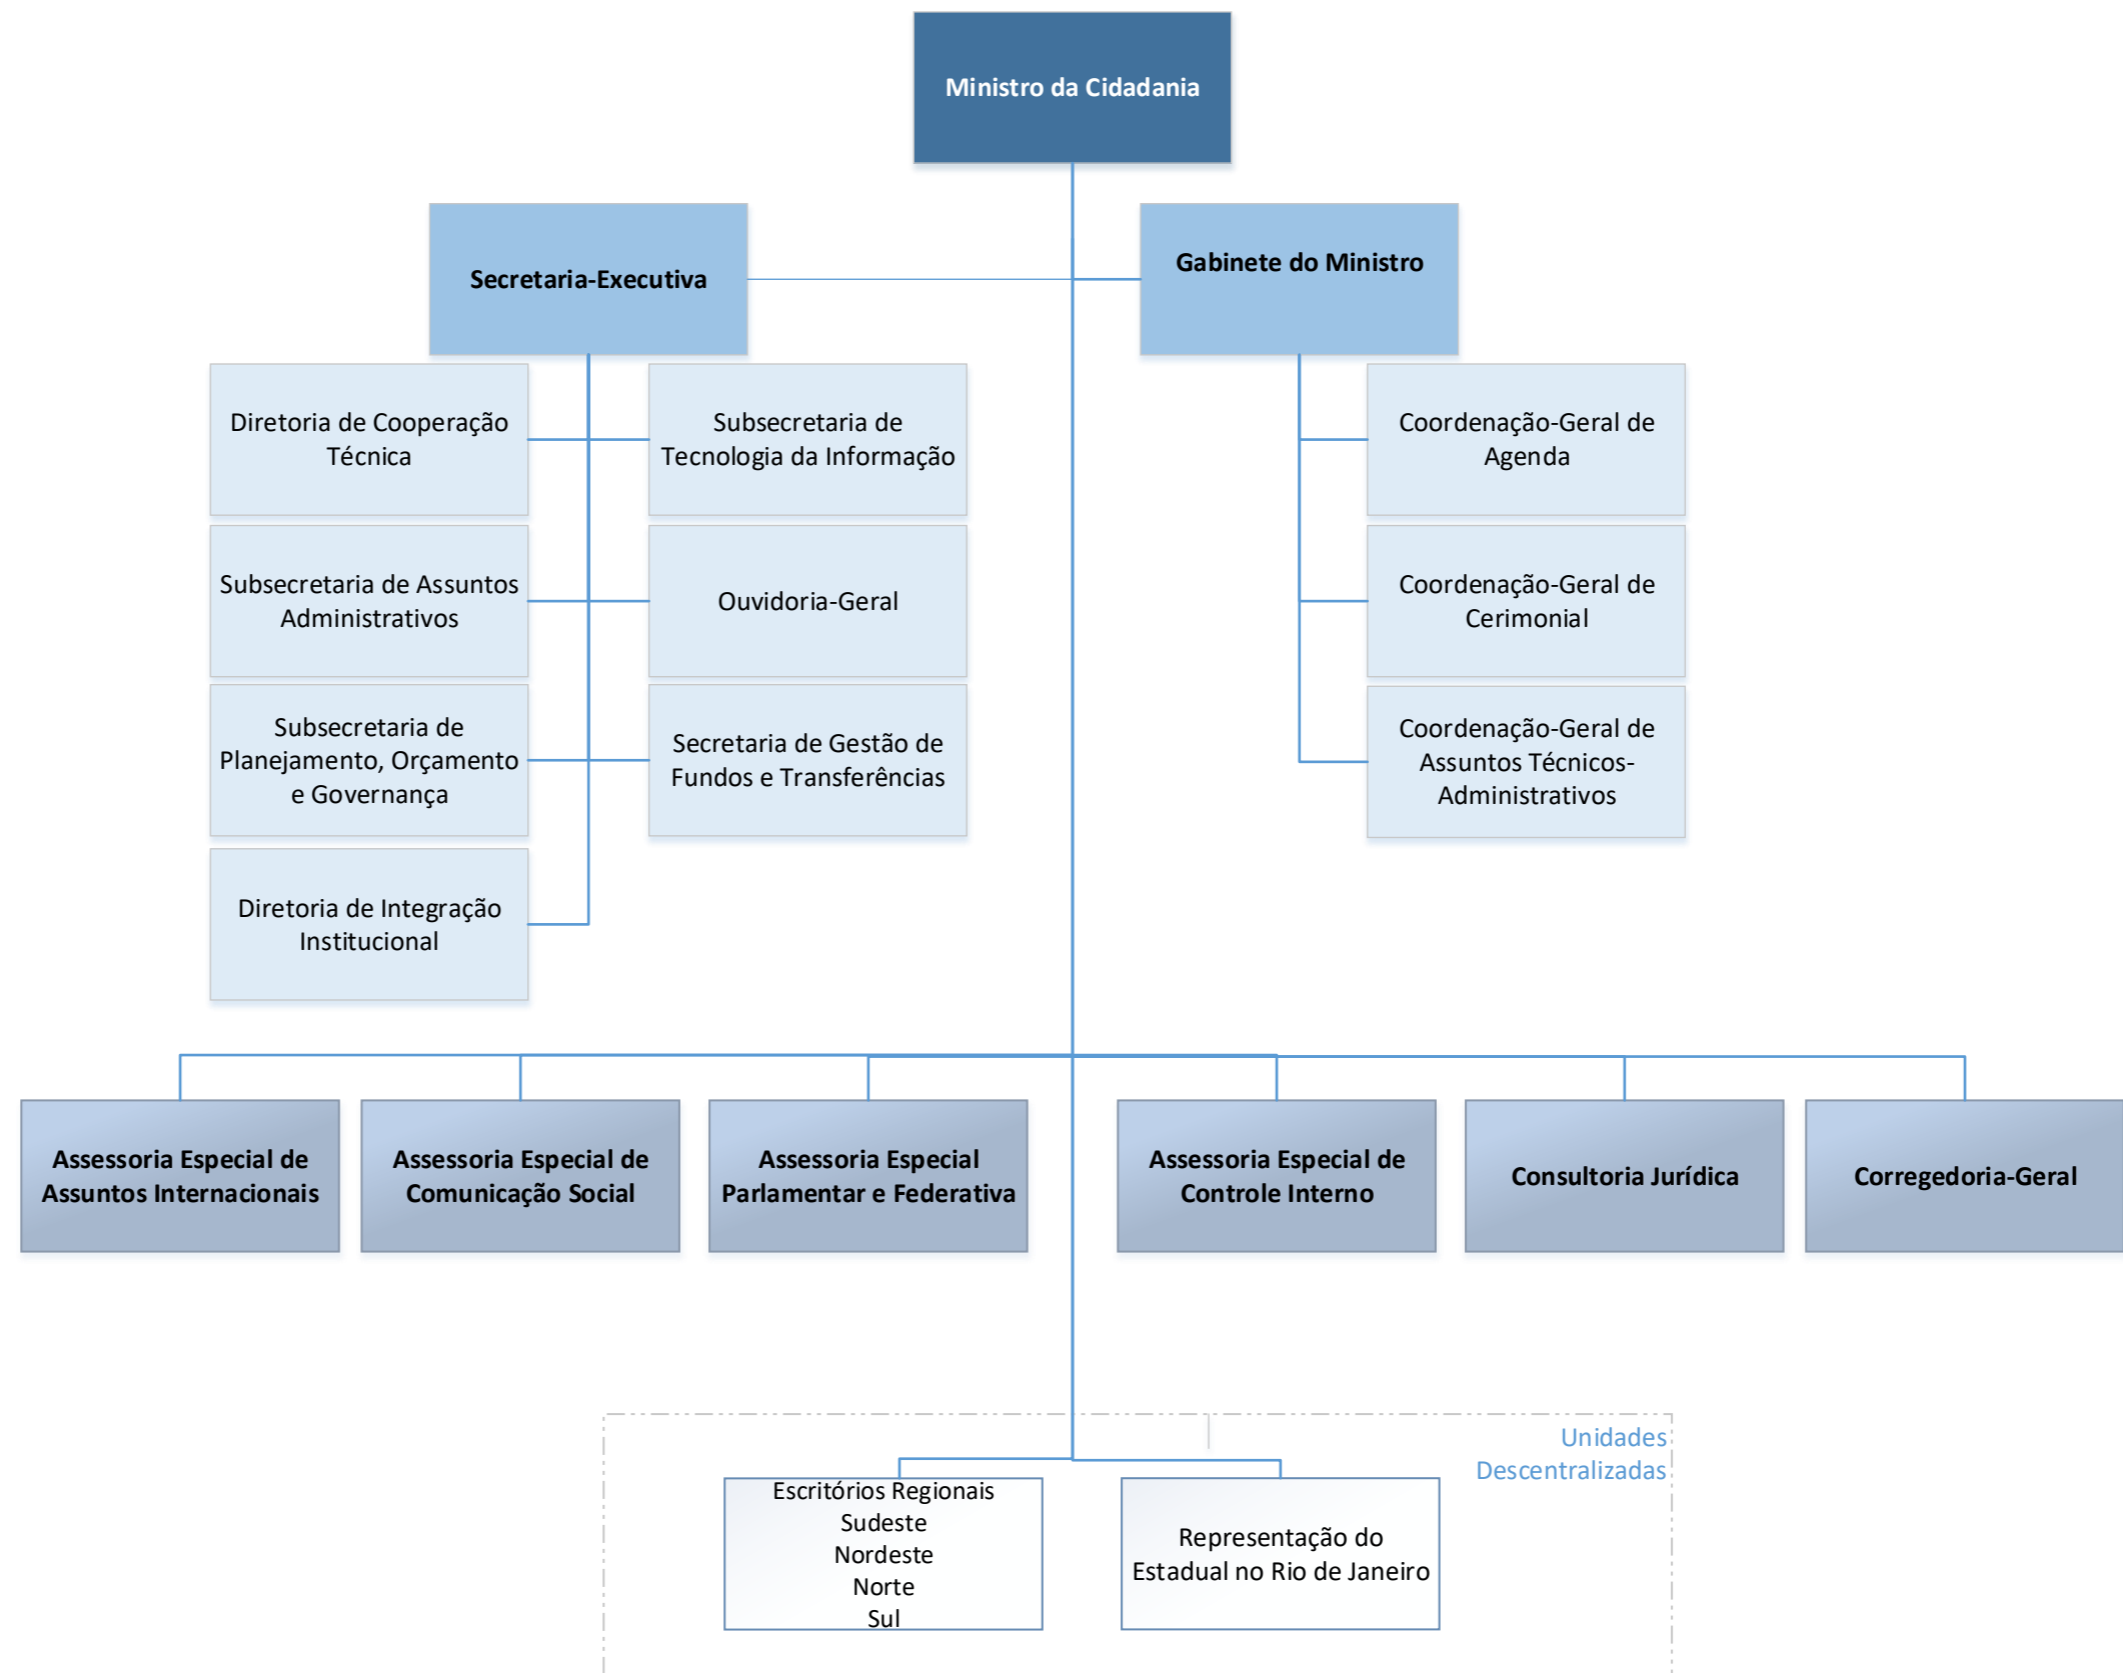 Ministro da Cidadania
Secretaria-Executiva
Gabinete do Ministro
Diretoria de Cooperação
Técnica
Subsecretaria de
Tecnologia da Informação
Coordenação-Geral de
Agenda
Subsecretaria de Assuntos
Administrativos
Ouvidoria-Geral
Coordenação-Geral de
Cerimonial
Subsecretaria de
Planejamento, Orçamento
e Governança
Secretaria de Gestão de
Fundos e Transferências
Coordenação-Geral de
Assuntos Técnicos-
Administrativos
Diretoria de Integração
Institucional
Assessoria Especial de
Assuntos Internacionais
Assessoria Especial de
Comunicação Social
Assessoria Especial
Parlamentar e Federativa
Assessoria Especial de
Controle Interno
Consultoria Jurídica
Corregedoria-Geral
Unidades
Descentralizadas
Escritórios Regionais
Sudeste
Nordeste
Norte
Sul
Representação do
Estadual no Rio de Janeiro